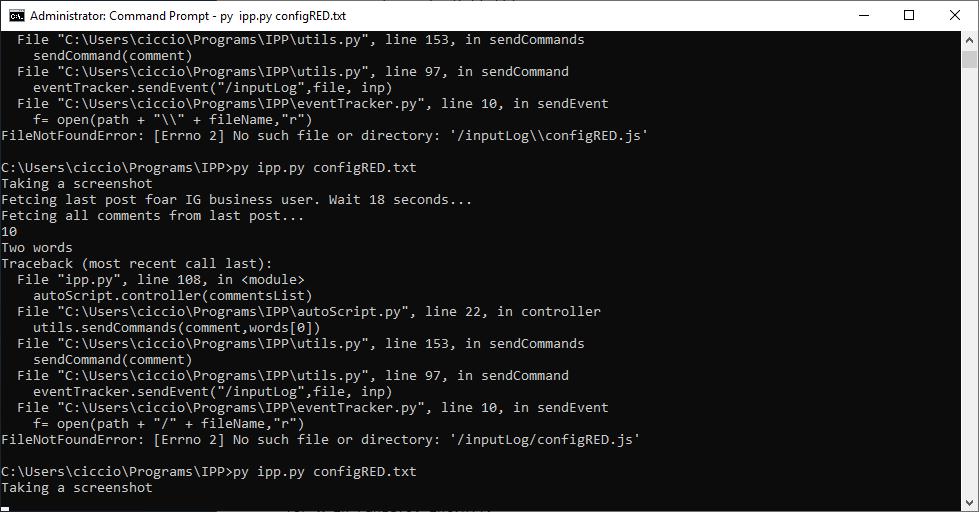 Administrator: Command Prompt - py  ipp.py configRED.txt
  File "C:\Users\ciccio\Programs\IPP\utils.py", line 153, in sendCommands
    sendCommand(comment)
  File "C:\Users\ciccio\Programs\IPP\utils.py", line 97, in sendCommand
    eventTracker.sendEvent("/inputLog",file, inp)
  File "C:\Users\ciccio\Programs\IPP\eventTracker.py", line 10, in sendEvent
    f= open(path + "\\" + fileName,"r")
FileNotFoundError: [Errno 2] No such file or directory: '/inputLog\\configRED.js'
C:\Users\ciccio\Programs\IPP>py ipp.py configRED.txt
Taking a screenshot
Fetcing last post foar IG business user. Wait 18 seconds...
Fetcing all comments from last post...
10
Two words
Traceback (most recent call last):
  File "ipp.py", line 108, in <module>
    autoScript.controller(commentsList)
  File "C:\Users\ciccio\Programs\IPP\autoScript.py", line 22, in controller
    utils.sendCommands(comment,words[0])
  File "C:\Users\ciccio\Programs\IPP\utils.py", line 153, in sendCommands
    sendCommand(comment)
  File "C:\Users\ciccio\Programs\IPP\utils.py", line 97, in sendCommand
    eventTracker.sendEvent("/inputLog",file, inp)
  File "C:\Users\ciccio\Programs\IPP\eventTracker.py", line 10, in sendEvent
    f= open(path + "/" + fileName,"r")
FileNotFoundError: [Errno 2] No such file or directory: '/inputLog/configRED.js'
C:\Users\ciccio\Programs\IPP>py ipp.py configRED.txt
Taking a screenshot